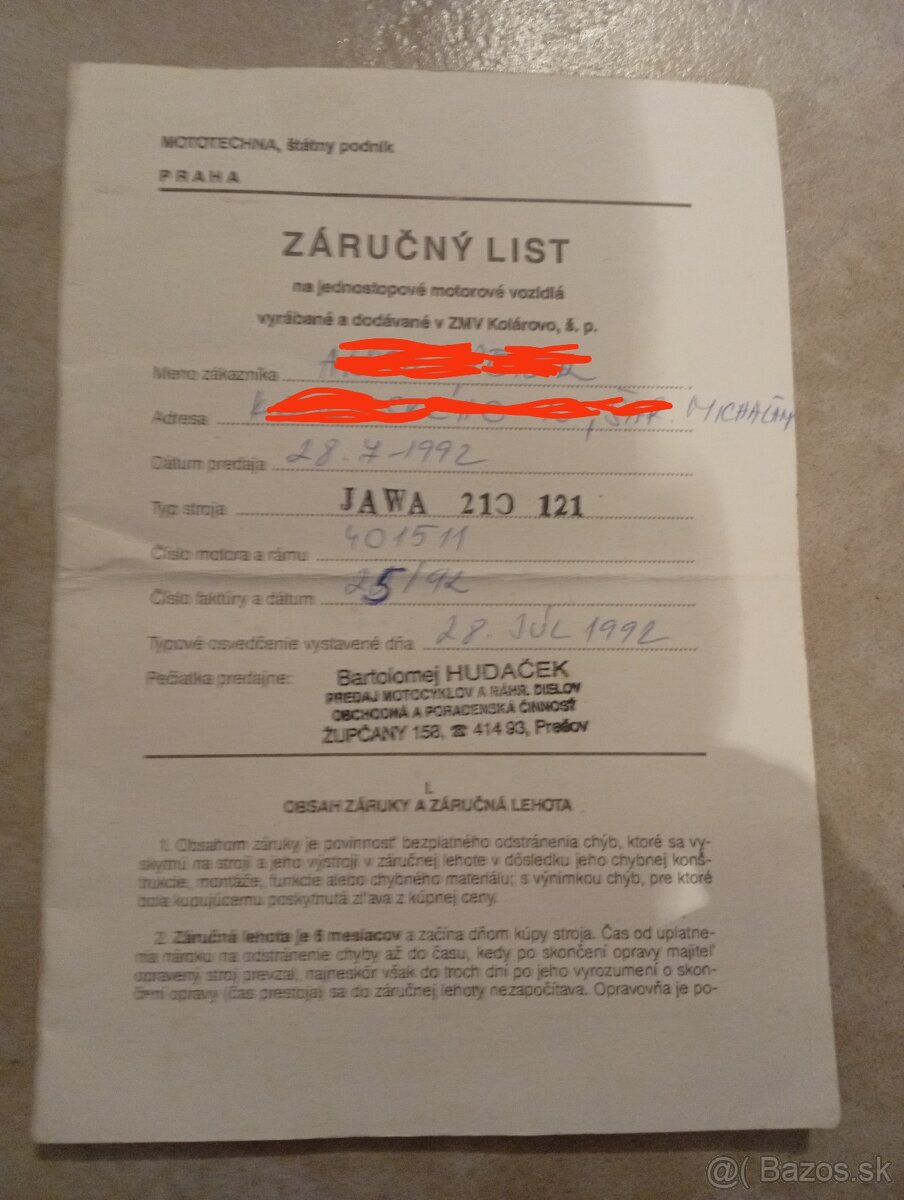 MOTOTECHNA, štátny podnik
PRAHA
ZÁRUČNÝ LIST
na jednostopové motorové vozidlá
vyrábané a dodávané v ZMV Kolárovo, š. p.
Meno zákazníka
Adresa , ŠAR. MICHAĽANY
Dátum predaja 28. 7 - 1992
Typ stroja JAWA 210 121
Číslo motora a rámu 401511
Číslo faktúry a dátum 25/92
Typové osvedčenie vystavené dňa 28. JÚL 1992
Pečiatka predajne: Bartolomej HUDAČEK
PREDAJ MOTOCYKLOV A NÁHR. DIELOV
OBCHODNÁ A PORADENSKÁ ČINNOSŤ
ŽUPČANY 158, ☎ 414 93, Prešov
I.
OBSAH ZÁRUKY A ZÁRUČNÁ LEHOTA
1. Obsahom záruky je povinnosť bezplatného odstránenia chýb, ktoré sa vy-
skytnú na stroji a jeho výstroji v záručnej lehote v dôsledku jeho chybnej konš-
trukcie, montáže, funkcie alebo chybného materiálu; s výnimkou chýb, pre ktoré
bola kupujúcemu poskytnutá zľava z kúpnej ceny.
2. Záručná lehota je 6 mesiacov a začína dňom kúpy stroja. Čas od uplatne-
nia nároku na odstránenie chyby až do času, kedy po skončení opravy majiteľ
opravený stroj prevzal, najneskôr však do troch dní po jeho vyrozumení o skon-
čení opravy (čas prestoja) sa do záručnej lehoty nezapočítava. Opravovňa je po-
@( Bazos.sk